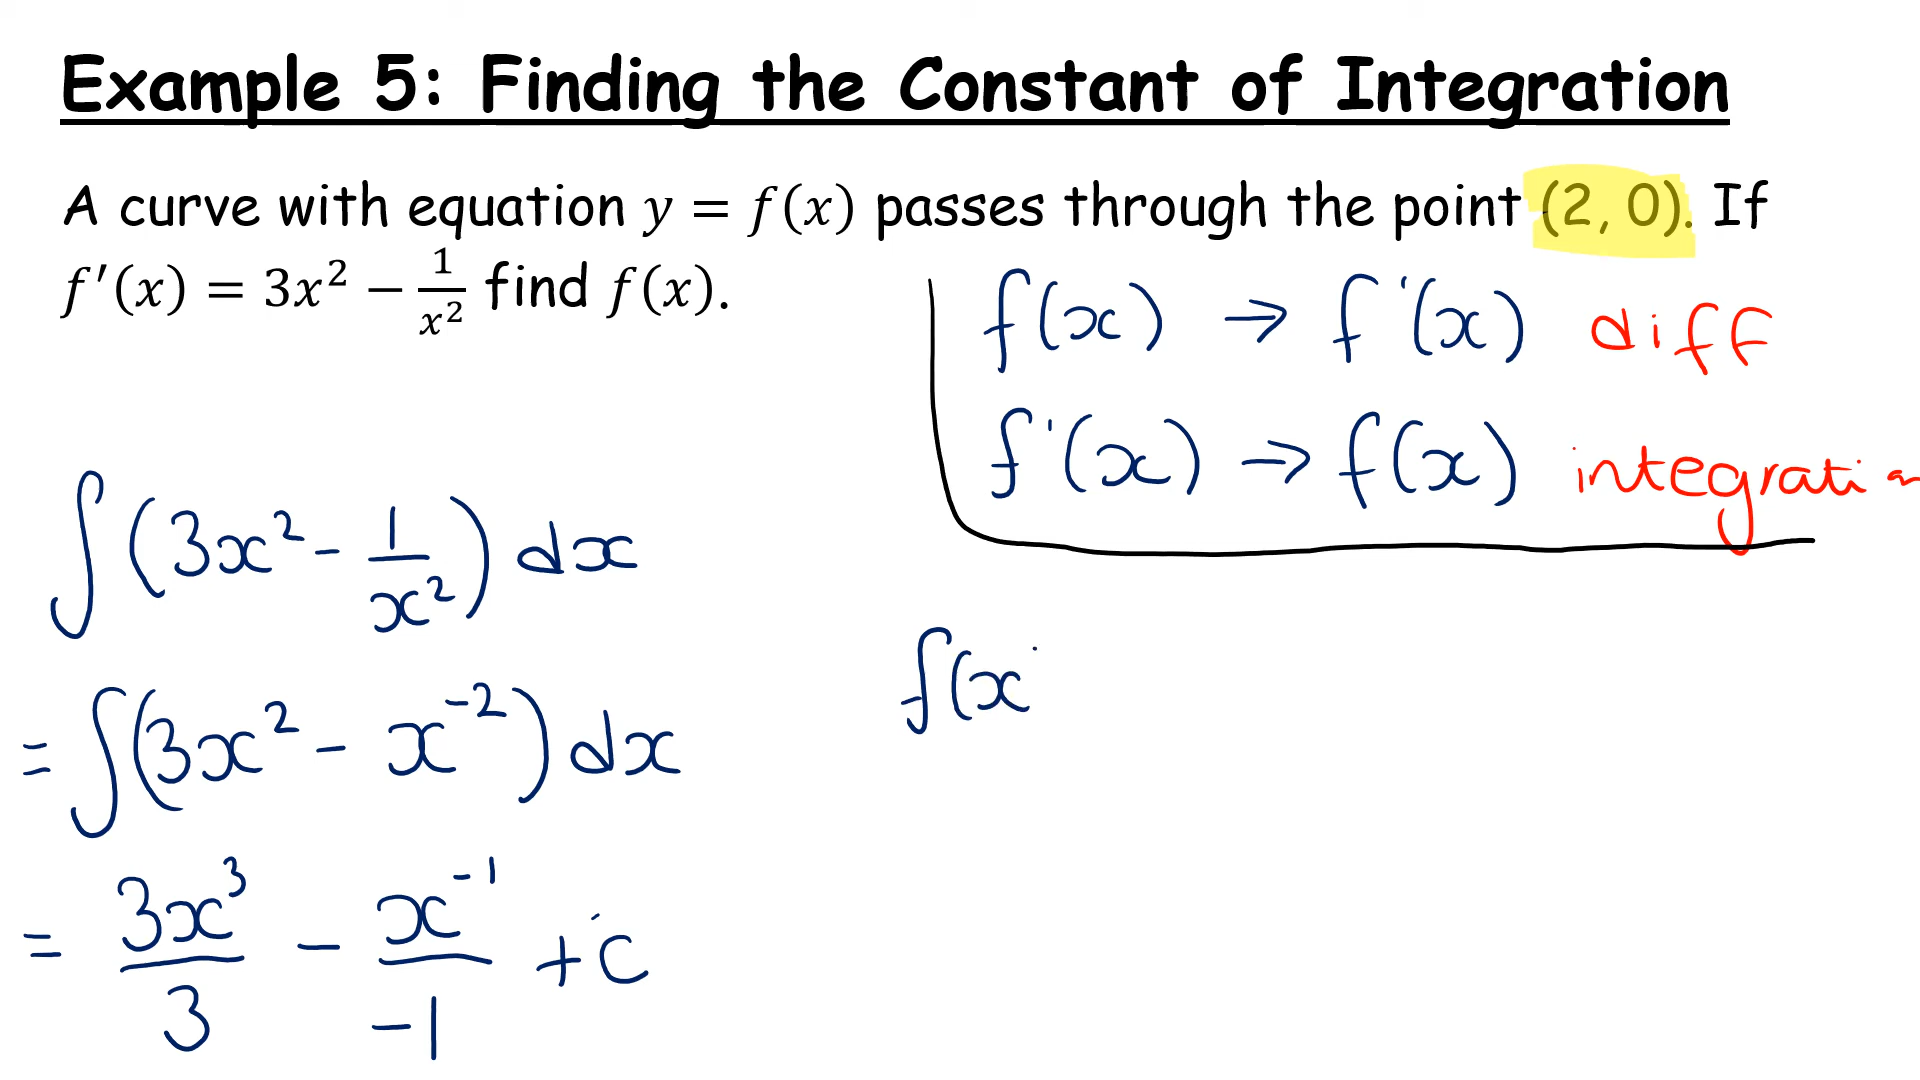 Example 5: Finding the Constant of Integration
A curve with equation y = f(x) passes through the point (2, 0). If
f′(x) = 3x² − 1/x² find f(x).
f(x) → f'(x) diff
f'(x) → f(x) integrati
∫(3x² - 1/x²) dx
= ∫(3x² - x⁻²) dx
= 3x³/3 - x⁻¹/-1 + c
f(x